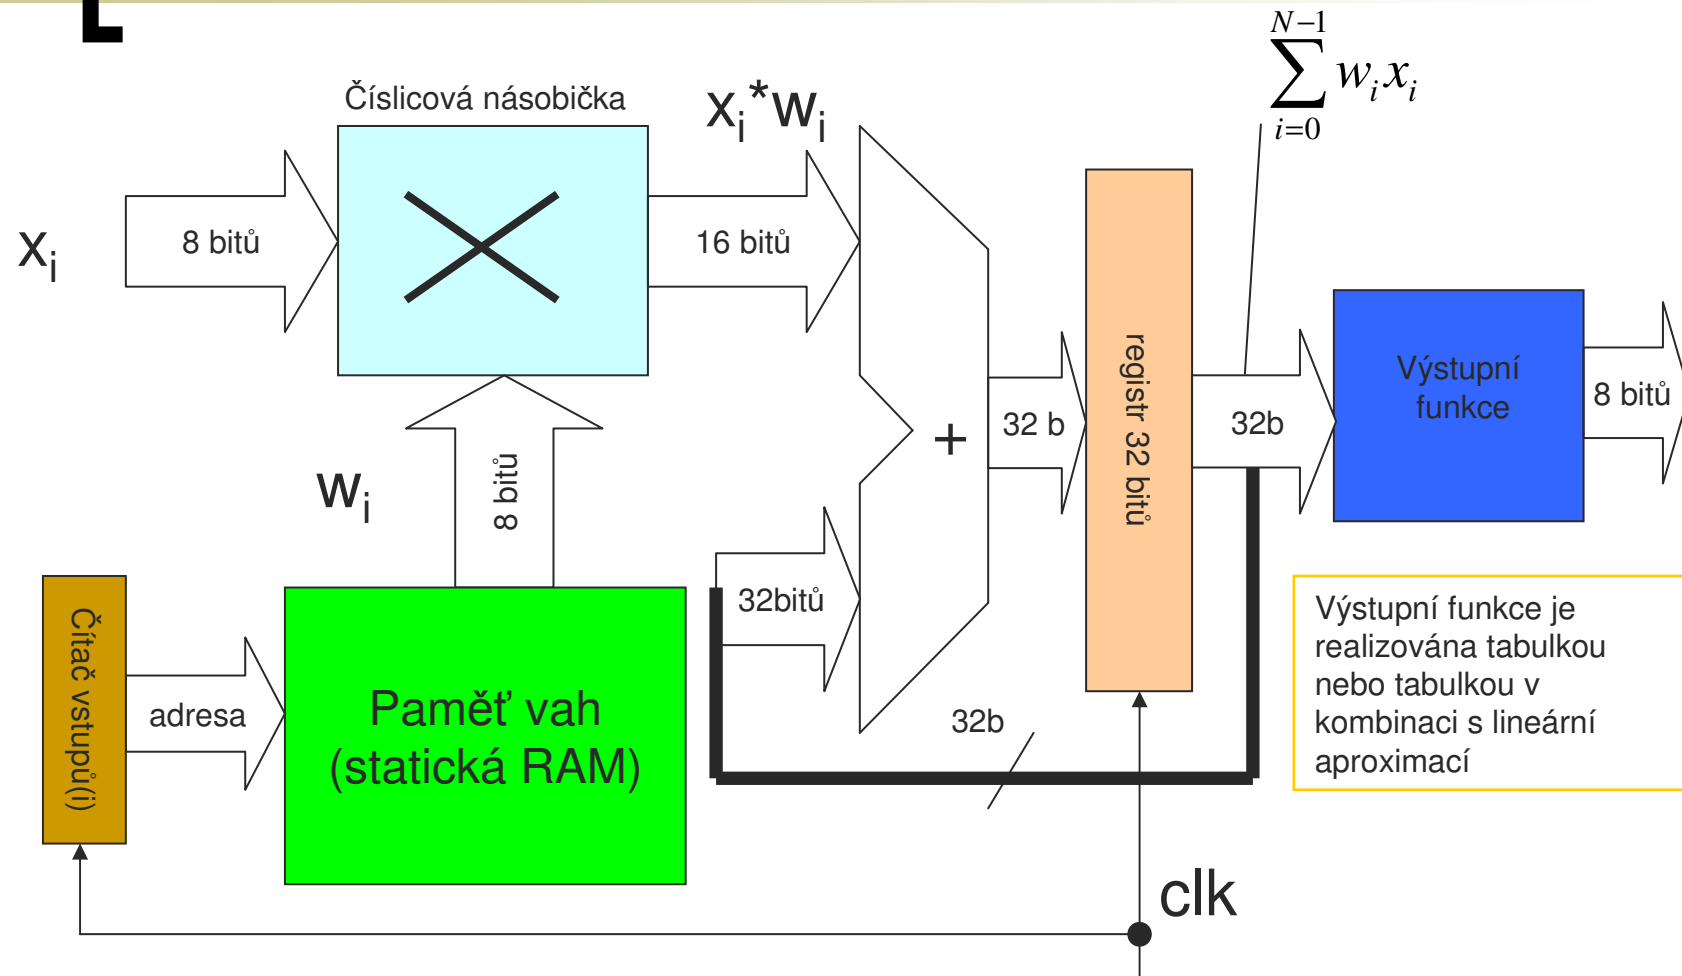 N−1
∑ w_i x_i
i=0
Číslicová násobička
x_i*w_i
x_i
8 bitů
16 bitů
registr 32 bitů
Výstupní
funkce
8 bitů
+
32 b
32b
w_i
8 bitů
32bitů
Čítač vstupů(i)
adresa
Paměť vah
(statická RAM)
32b
Výstupní funkce je
realizována tabulkou
nebo tabulkou v
kombinaci s lineární
aproximací
clk